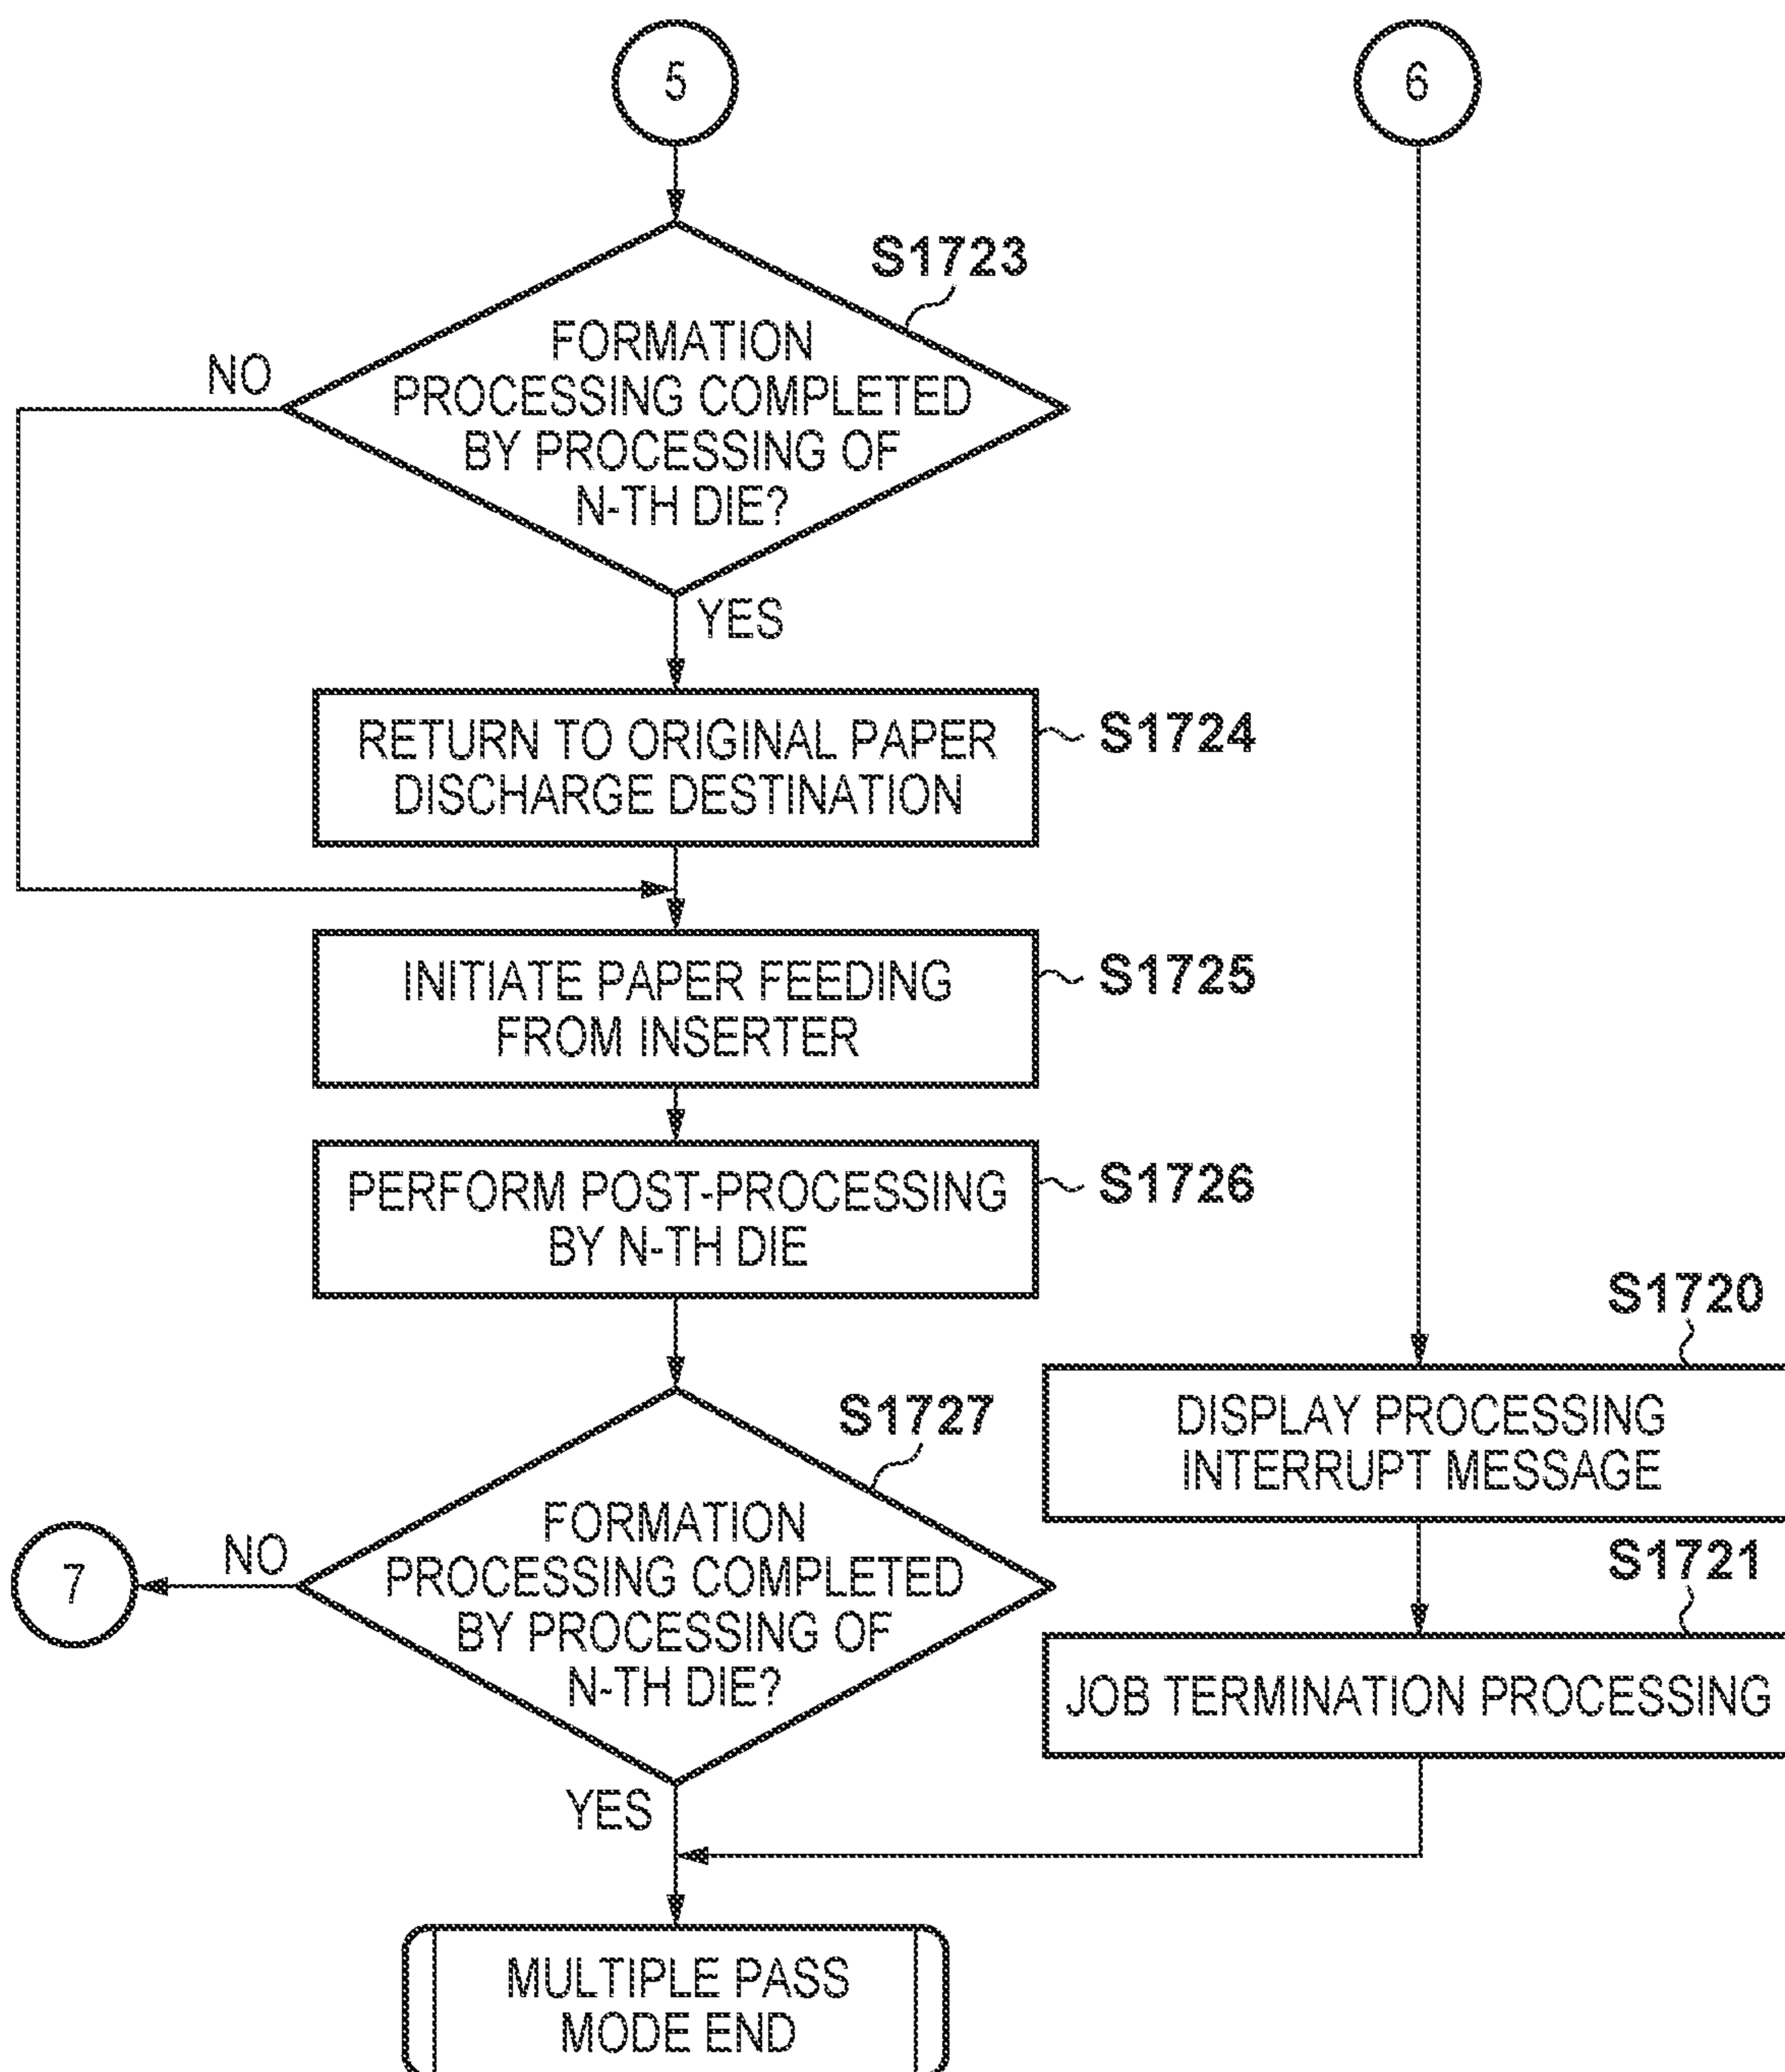 5
6
S1723
FORMATION
PROCESSING COMPLETED
BY PROCESSING OF
N-TH DIE?
NO
YES
RETURN TO ORIGINAL PAPER
DISCHARGE DESTINATION
S1724
INITIATE PAPER FEEDING
FROM INSERTER
S1725
PERFORM POST-PROCESSING
BY N-TH DIE
S1726
S1720
DISPLAY PROCESSING
INTERRUPT MESSAGE
S1727
FORMATION
PROCESSING COMPLETED
BY PROCESSING OF
N-TH DIE?
NO
7
S1721
JOB TERMINATION PROCESSING
YES
MULTIPLE PASS
MODE END